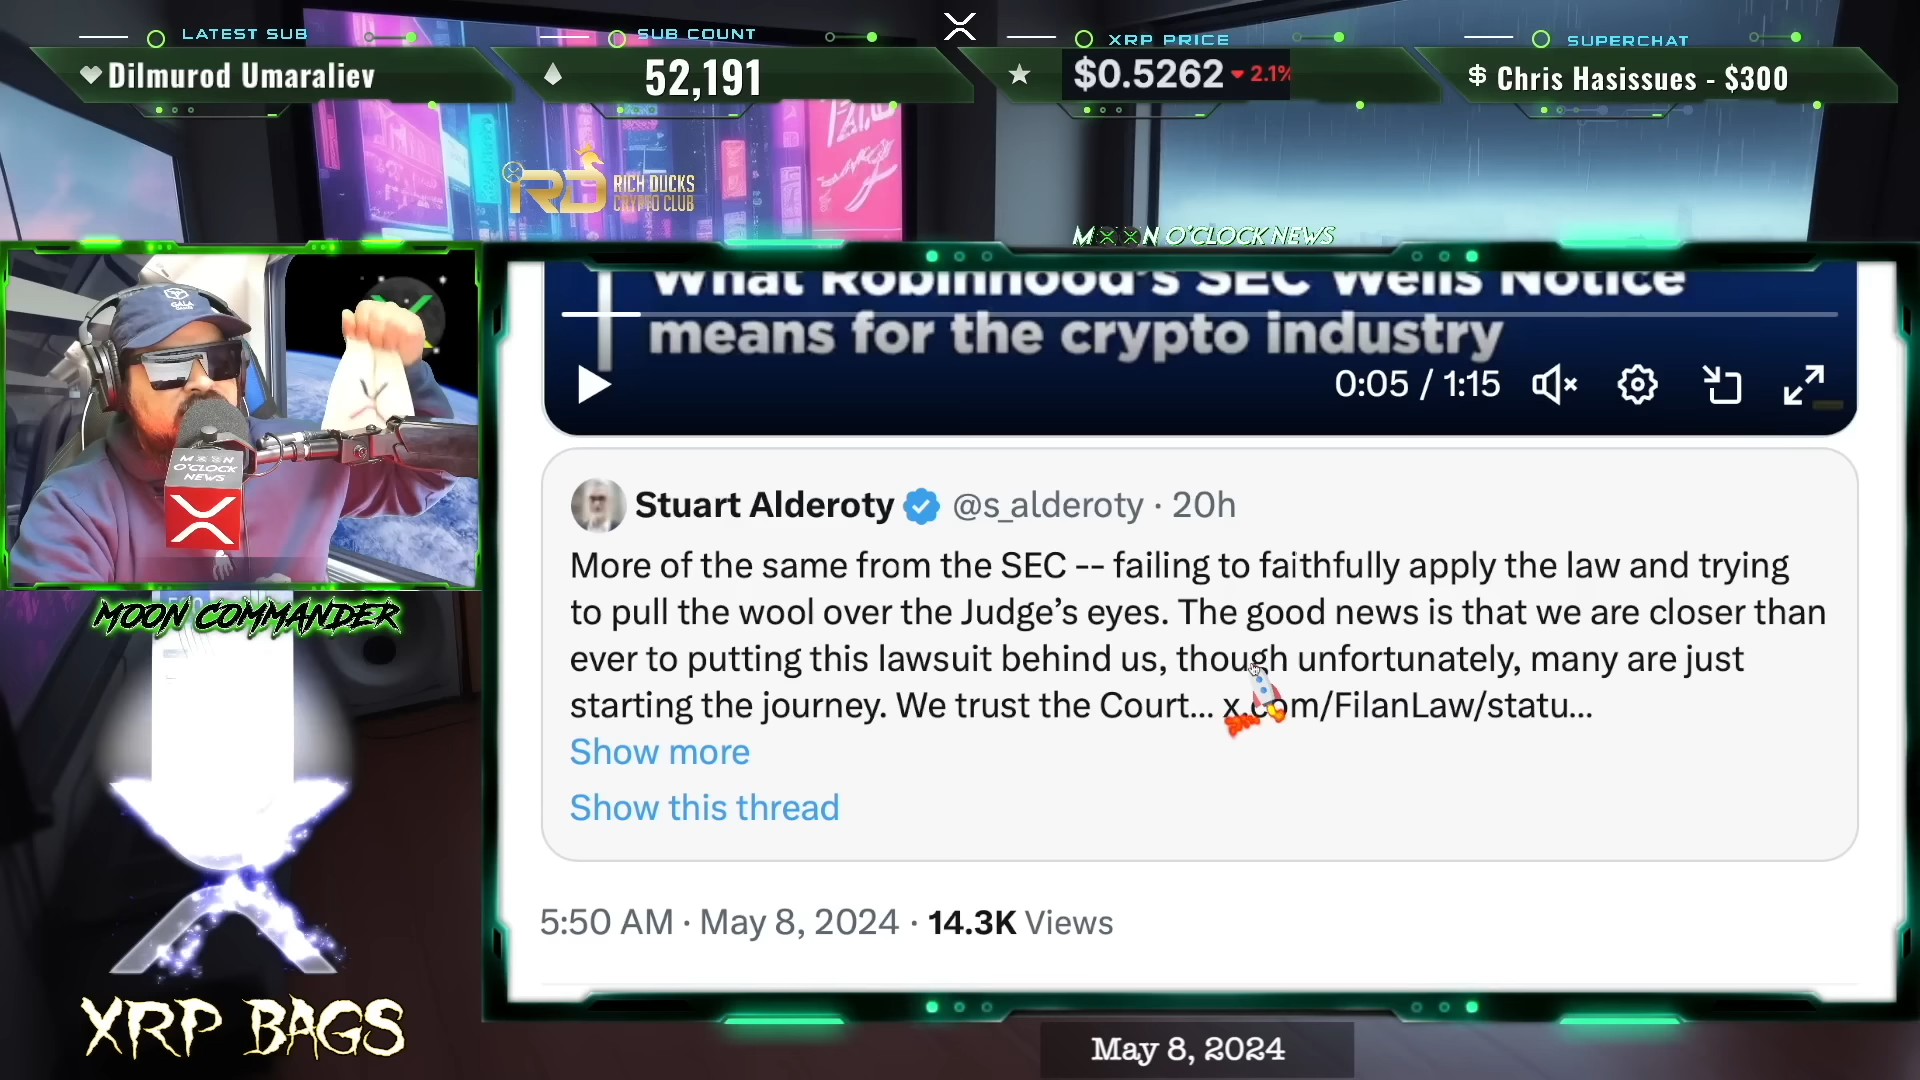 LATEST SUB
SUB COUNT
XRP PRICE
SUPERCHAT
Dilmurod Umaraliev
52,191
$0.5262 2.1%
$ Chris Hasissues - $300
RD RICH DUCKS
CRYPTO CLUB
MXXN O'CLOCK NEWS
What Robinhood's SEC Wells Notice
means for the crypto industry
0:05 / 1:15
GALA
MXXN
O'CLOCK
NEWS
Stuart Alderoty @s_alderoty · 20h
More of the same from the SEC -- failing to faithfully apply the law and trying
to pull the wool over the Judge’s eyes. The good news is that we are closer than
ever to putting this lawsuit behind us, though unfortunately, many are just
starting the journey. We trust the Court... x.com/FilanLaw/statu...
Show more
Show this thread
5:50 AM · May 8, 2024 · 14.3K Views
MOON COMMANDER
XRP BAGS
May 8, 2024